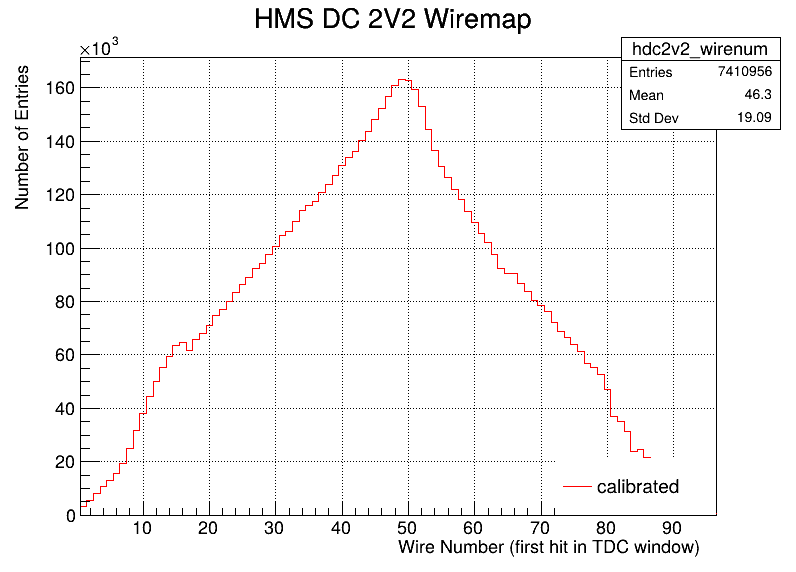 HMS DC 2V2 Wiremap
×10³
hdc2v2_wirenum
Entries 7410956
Mean 46.3
Std Dev 19.09
Number of Entries
160
140
120
100
80
60
40
20
0
calibrated
10 20 30 40 50 60 70 80 90
Wire Number (first hit in TDC window)